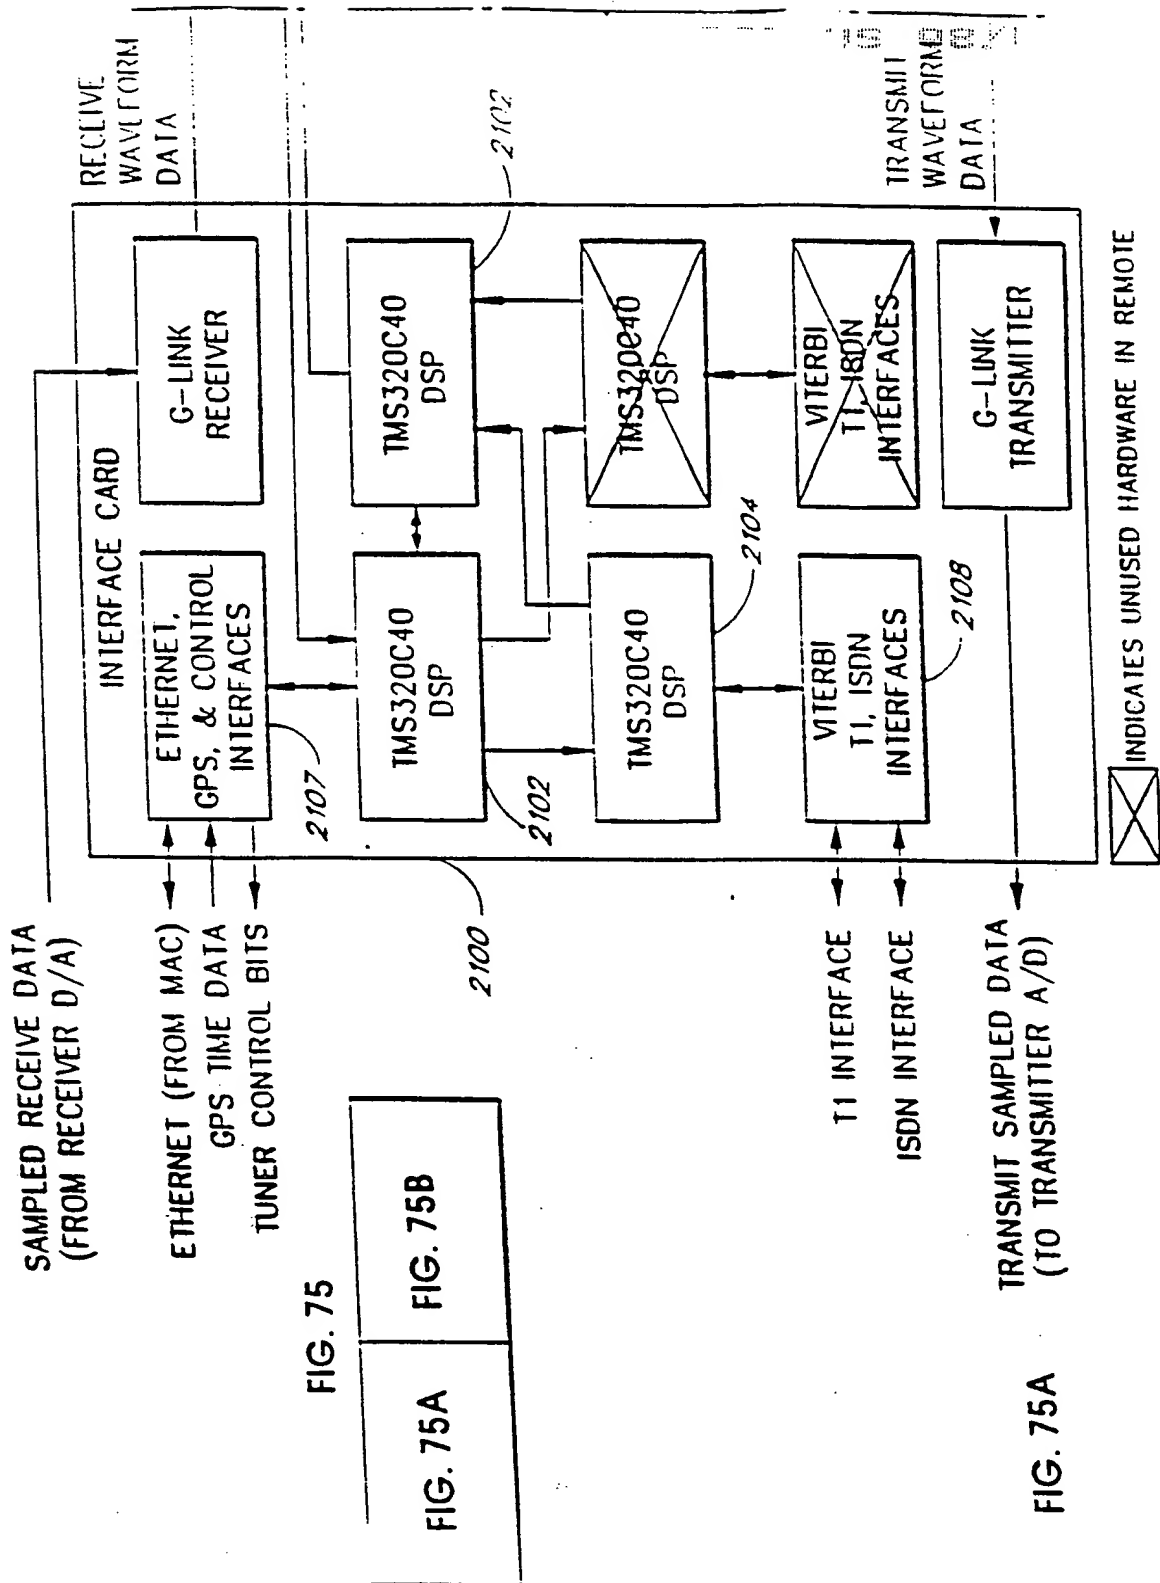 SAMPLED RECEIVE DATA
(FROM RECEIVER D/A)
ETHERNET (FROM MAC)
GPS TIME DATA
TUNER CONTROL BITS
INTERFACE CARD
ETHERNET,
GPS, & CONTROL
INTERFACES
2107
G-LINK
RECEIVER
RECEIVE
WAVEFORM
DATA
TMS320C40
DSP
2102
TMS320C40
DSP
2102
2100
TMS320C40
DSP
2104
TMS320C40
DSP
VITERBI
T1, ISDN
INTERFACES
2108
VITERBI
T1, ISDN
INTERFACES
T1 INTERFACE
ISDN INTERFACE
G-LINK
TRANSMITTER
TRANSMIT
WAVEFORM
DATA
TRANSMIT SAMPLED DATA
(TO TRANSMITTER A/D)
INDICATES UNUSED HARDWARE IN REMOTE
FIG. 75
FIG. 75A
FIG. 75B
FIG. 75A